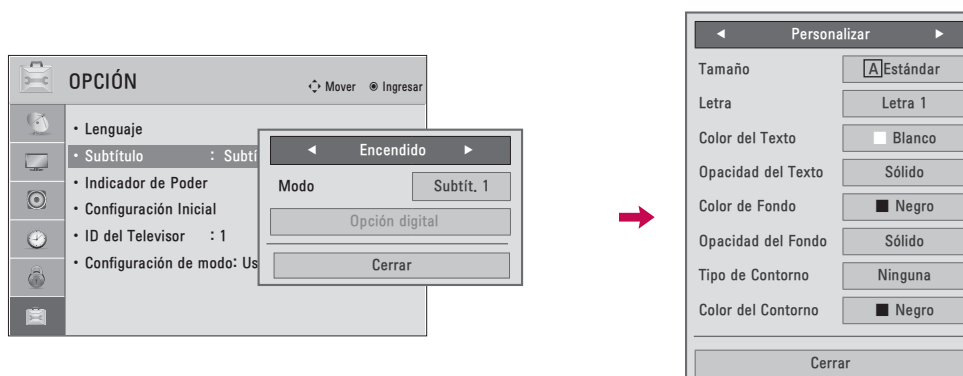 OPCIÓN
Mover Ingresar
• Lenguaje
• Subtítulo : Subtí
• Indicador de Poder
• Configuración Inicial
• ID del Televisor : 1
• Configuración de modo: Us
◄ Encendido ►
Modo Subtít. 1
Opción digital
Cerrar
◄ Personalizar ►
Tamaño A Estándar
Letra Letra 1
Color del Texto Blanco
Opacidad del Texto Sólido
Color de Fondo Negro
Opacidad del Fondo Sólido
Tipo de Contorno Ninguna
Color del Contorno Negro
Cerrar